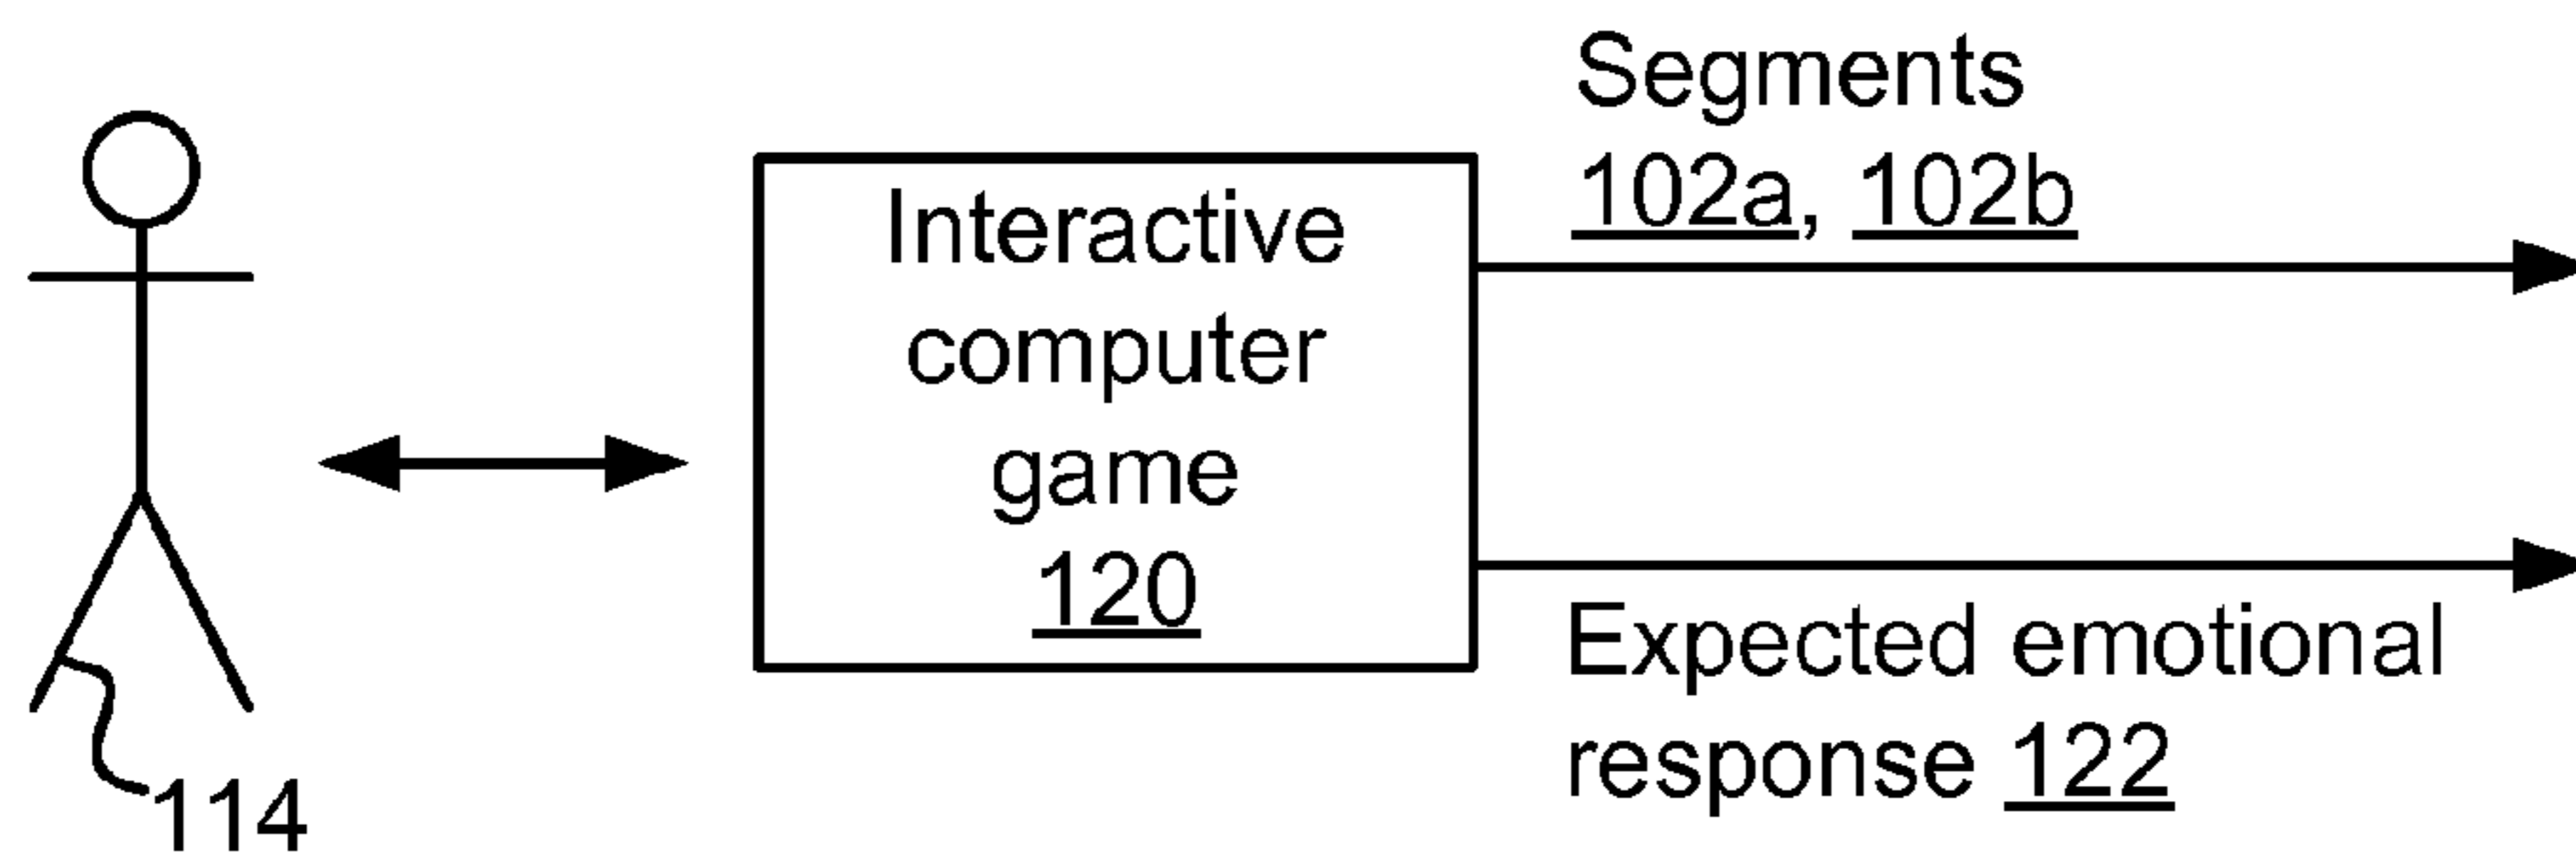 Segments
102a, 102b
Interactive
computer
game
120
Expected emotional
response 122
114